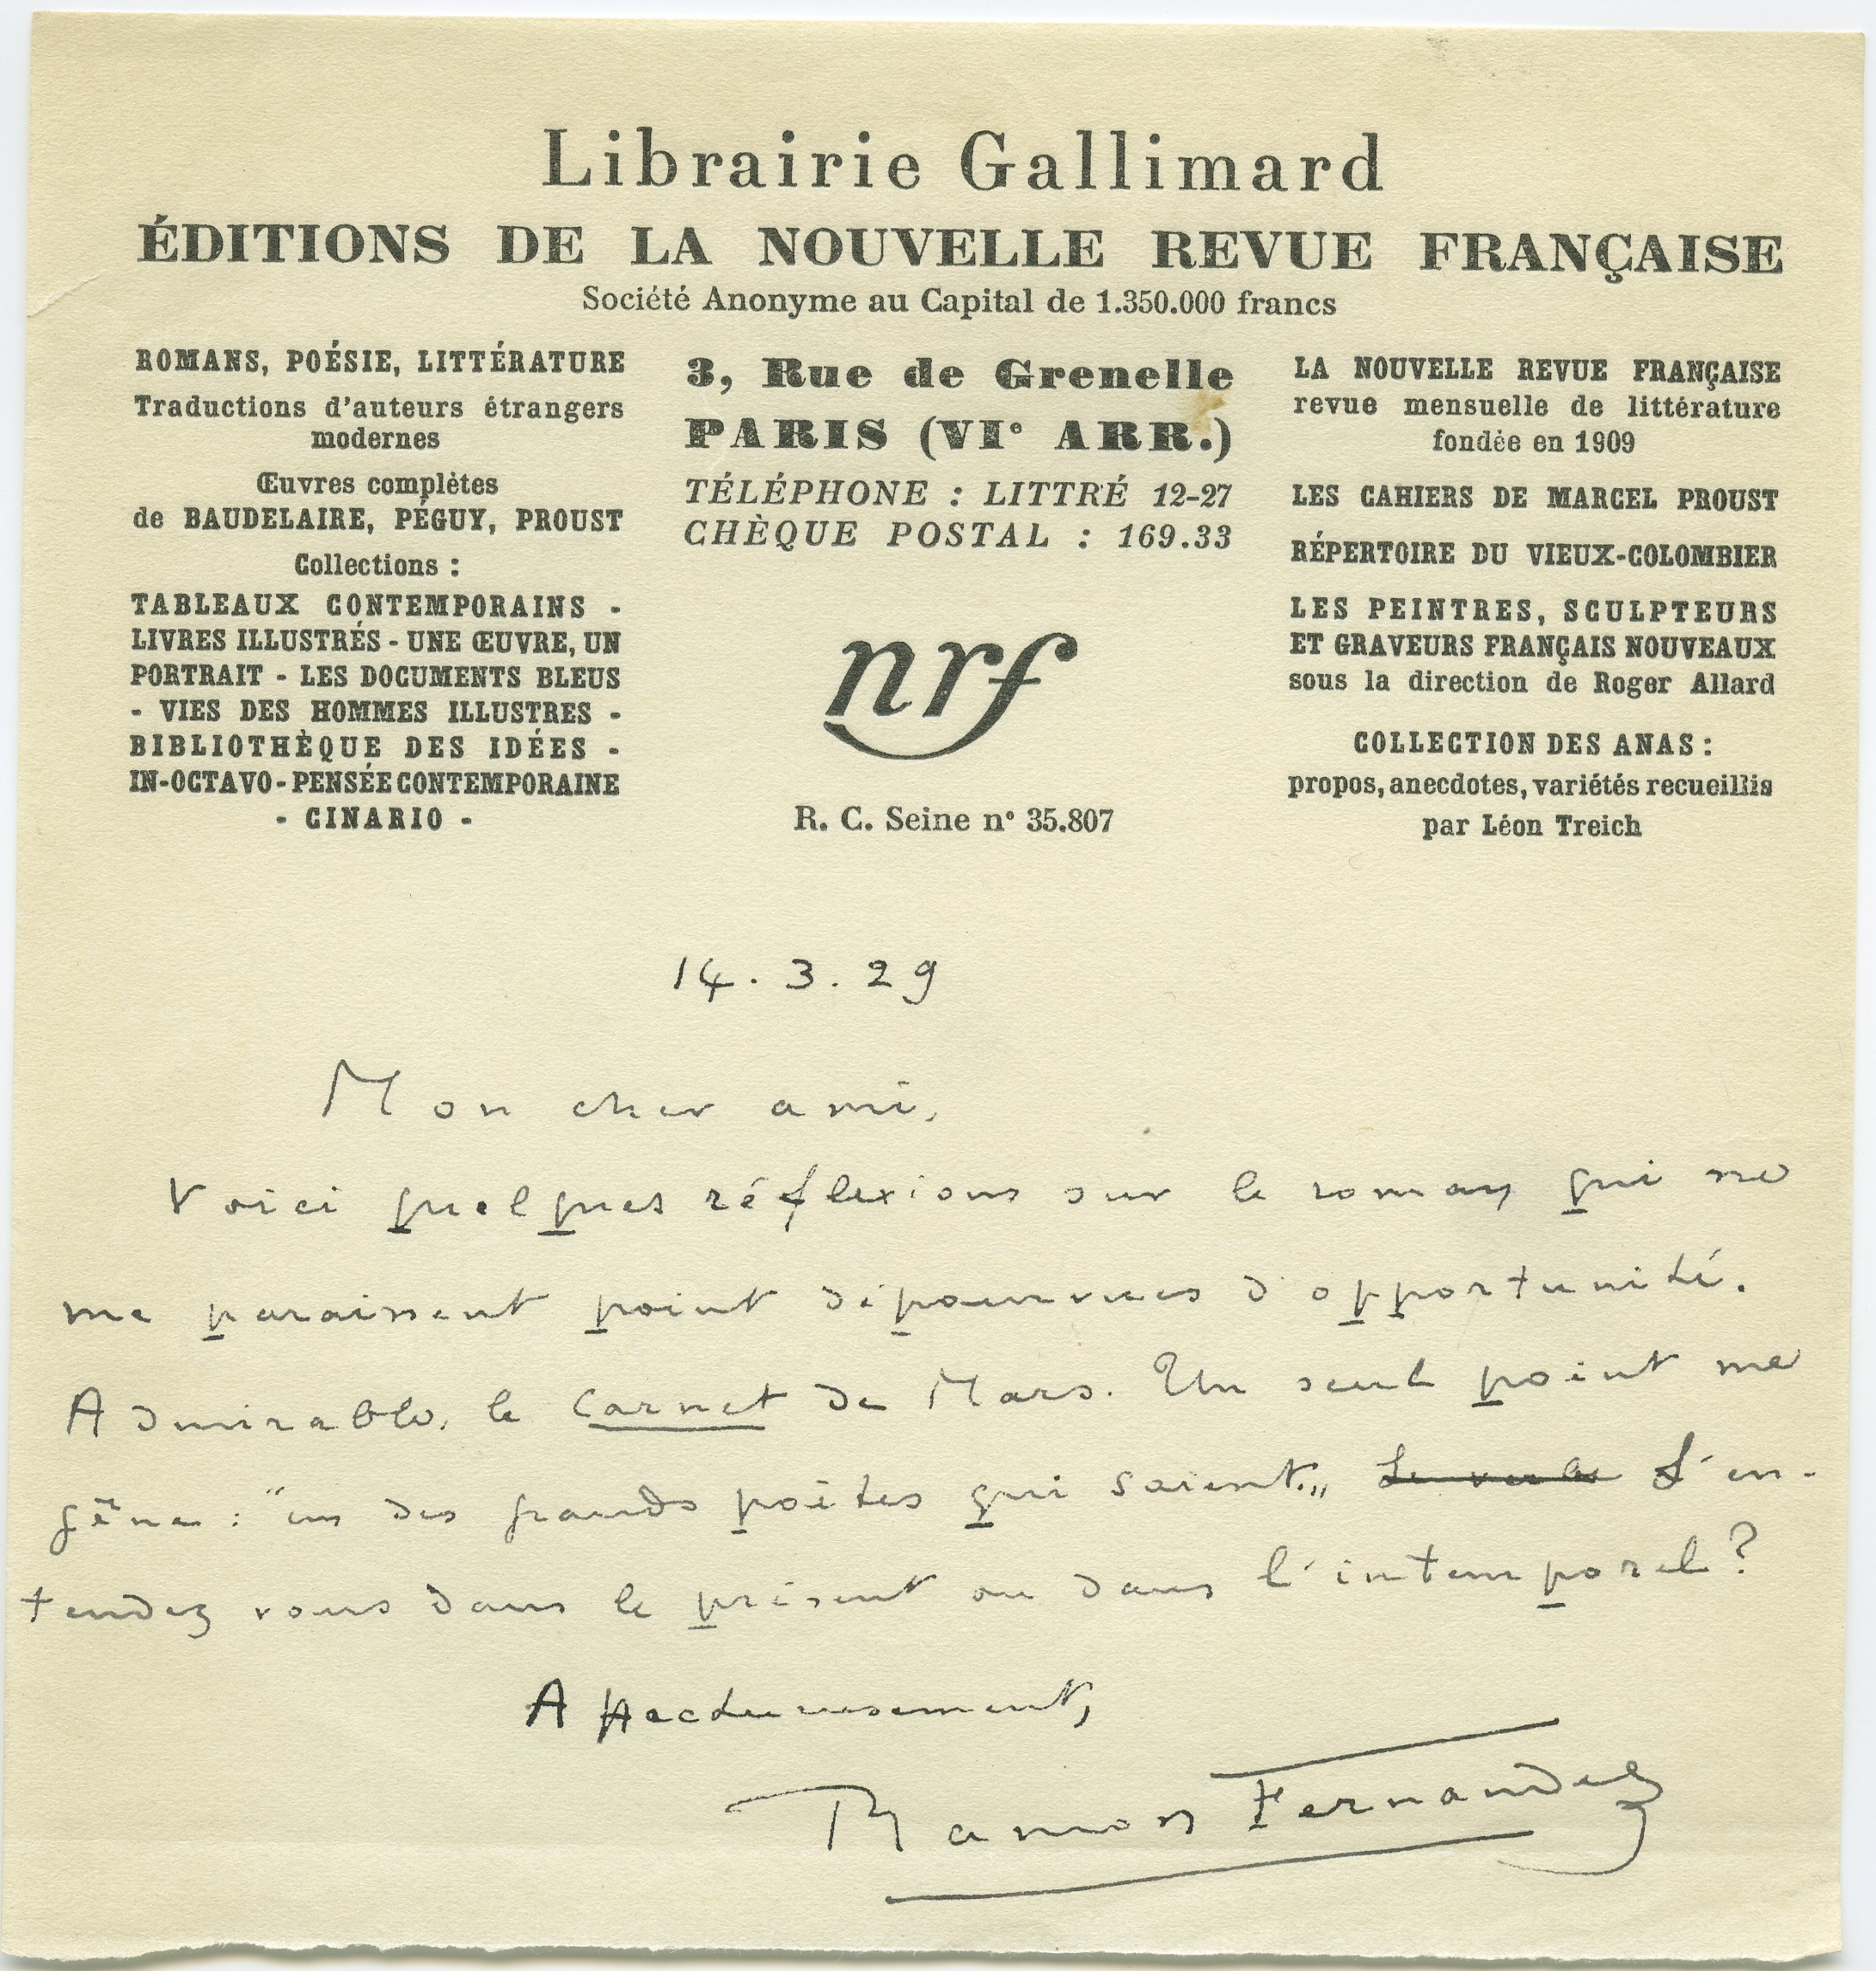 Librairie Gallimard
ÉDITIONS DE LA NOUVELLE REVUE FRANÇAISE
Société Anonyme au Capital de 1.350.000 francs
ROMANS, POÉSIE, LITTÉRATURE
Traductions d'auteurs étrangers
modernes
Œuvres complètes
de BAUDELAIRE, PÉGUY, PROUST
Collections :
TABLEAUX CONTEMPORAINS -
LIVRES ILLUSTRÉS - UNE ŒUVRE, UN
PORTRAIT - LES DOCUMENTS BLEUS
- VIES DES HOMMES ILLUSTRES -
BIBLIOTHÈQUE DES IDÉES -
IN-OCTAVO - PENSÉE CONTEMPORAINE
- CINARIO -
3, Rue de Grenelle
PARIS (VIe ARR.)
TÉLÉPHONE : LITTRÉ 12-27
CHÈQUE POSTAL : 169.33
nrf
R. C. Seine n° 35.807
LA NOUVELLE REVUE FRANÇAISE
revue mensuelle de littérature
fondée en 1909
LES CAHIERS DE MARCEL PROUST
RÉPERTOIRE DU VIEUX-COLOMBIER
LES PEINTRES, SCULPTEURS
ET GRAVEURS FRANÇAIS NOUVEAUX
sous la direction de Roger Allard
COLLECTION DES ANAS :
propos, anecdotes, variétés recueillis
par Léon Treich
14.3.29
Mon cher ami,
Voici quelques réflexions sur le roman qui ne
me paraissent point dépourvues d'opportunité.
Admirable, le Carnet de Mars. Un seul point me
gêne : "un des grands poètes qui soient." L'en-
tendez vous dans le présent ou dans l'intemporel ?
Affectueusement,
Ramon Fernandez